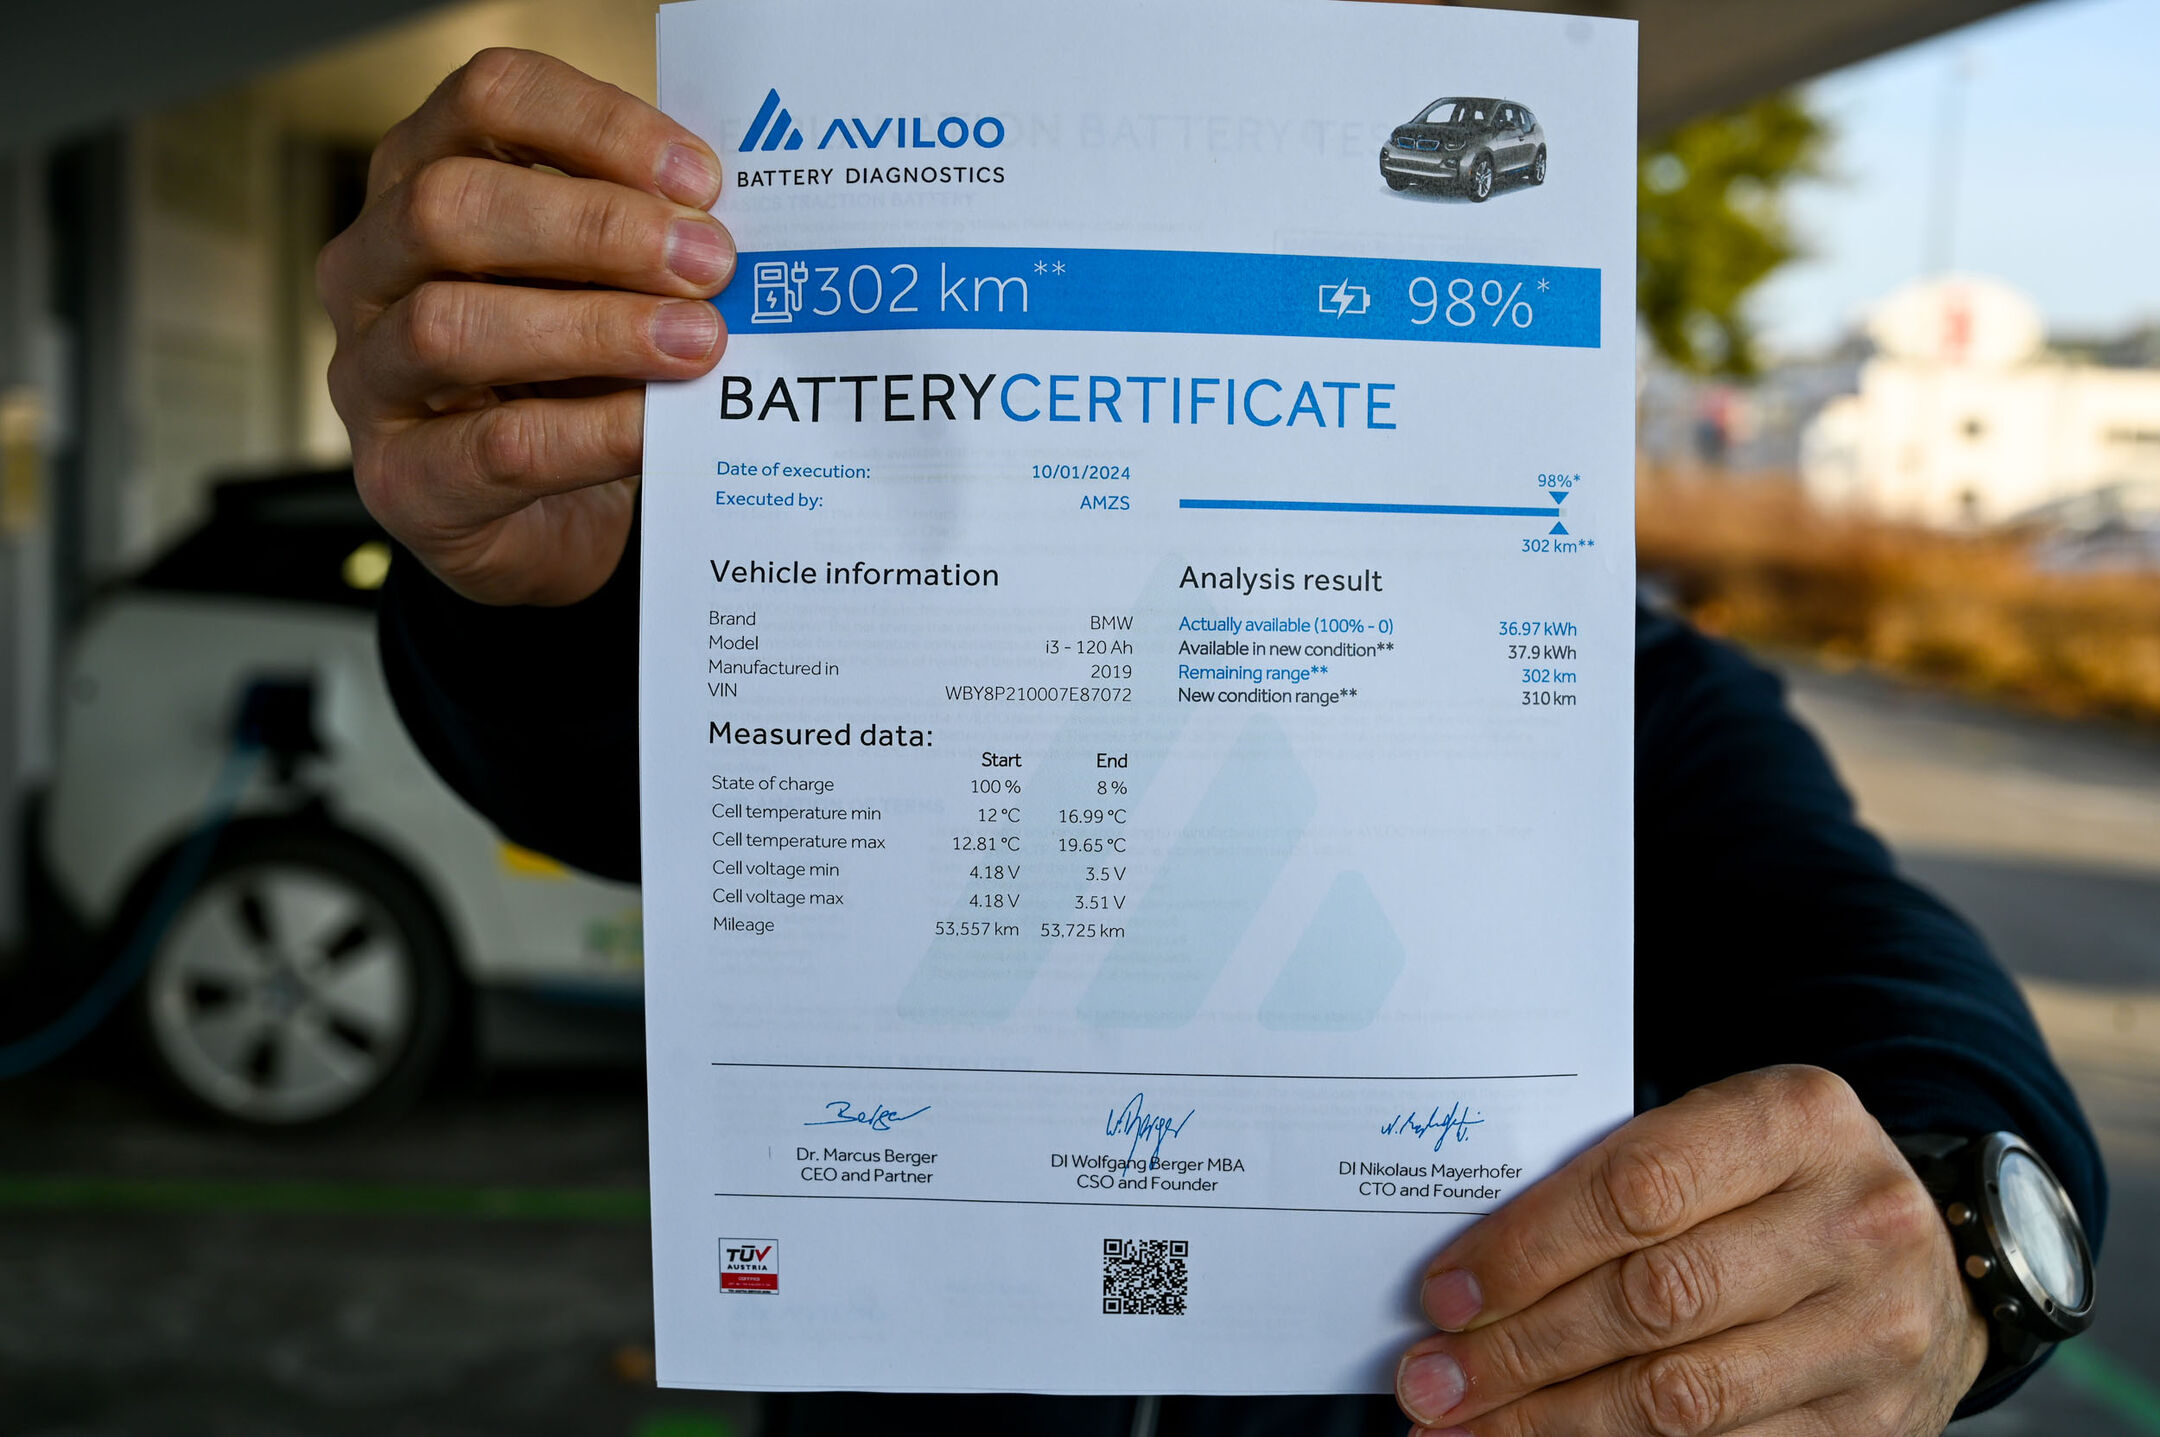 AVILOO
BATTERY DIAGNOSTICS
302 km**
98%*
BATTERYCERTIFICATE
Date of execution: 10/01/2024
Executed by: AMZS
98%*
302 km**
Vehicle information
Brand BMW
Model i3 - 120 Ah
Manufactured in 2019
VIN WBY8P210007E87072
Analysis result
Actually available (100% - 0) 36.97 kWh
Available in new condition** 37.9 kWh
Remaining range** 302 km
New condition range** 310 km
Measured data:
Start End
State of charge 100 % 8 %
Cell temperature min 12 °C 16.99 °C
Cell temperature max 12.81 °C 19.65 °C
Cell voltage min 4.18 V 3.5 V
Cell voltage max 4.18 V 3.51 V
Mileage 53,557 km 53,725 km
Berger
W. Berger
Dr. Marcus Berger
CEO and Partner
DI Wolfgang Berger MBA
CSO and Founder
DI Nikolaus Mayerhofer
CTO and Founder
TÜV
AUSTRIA